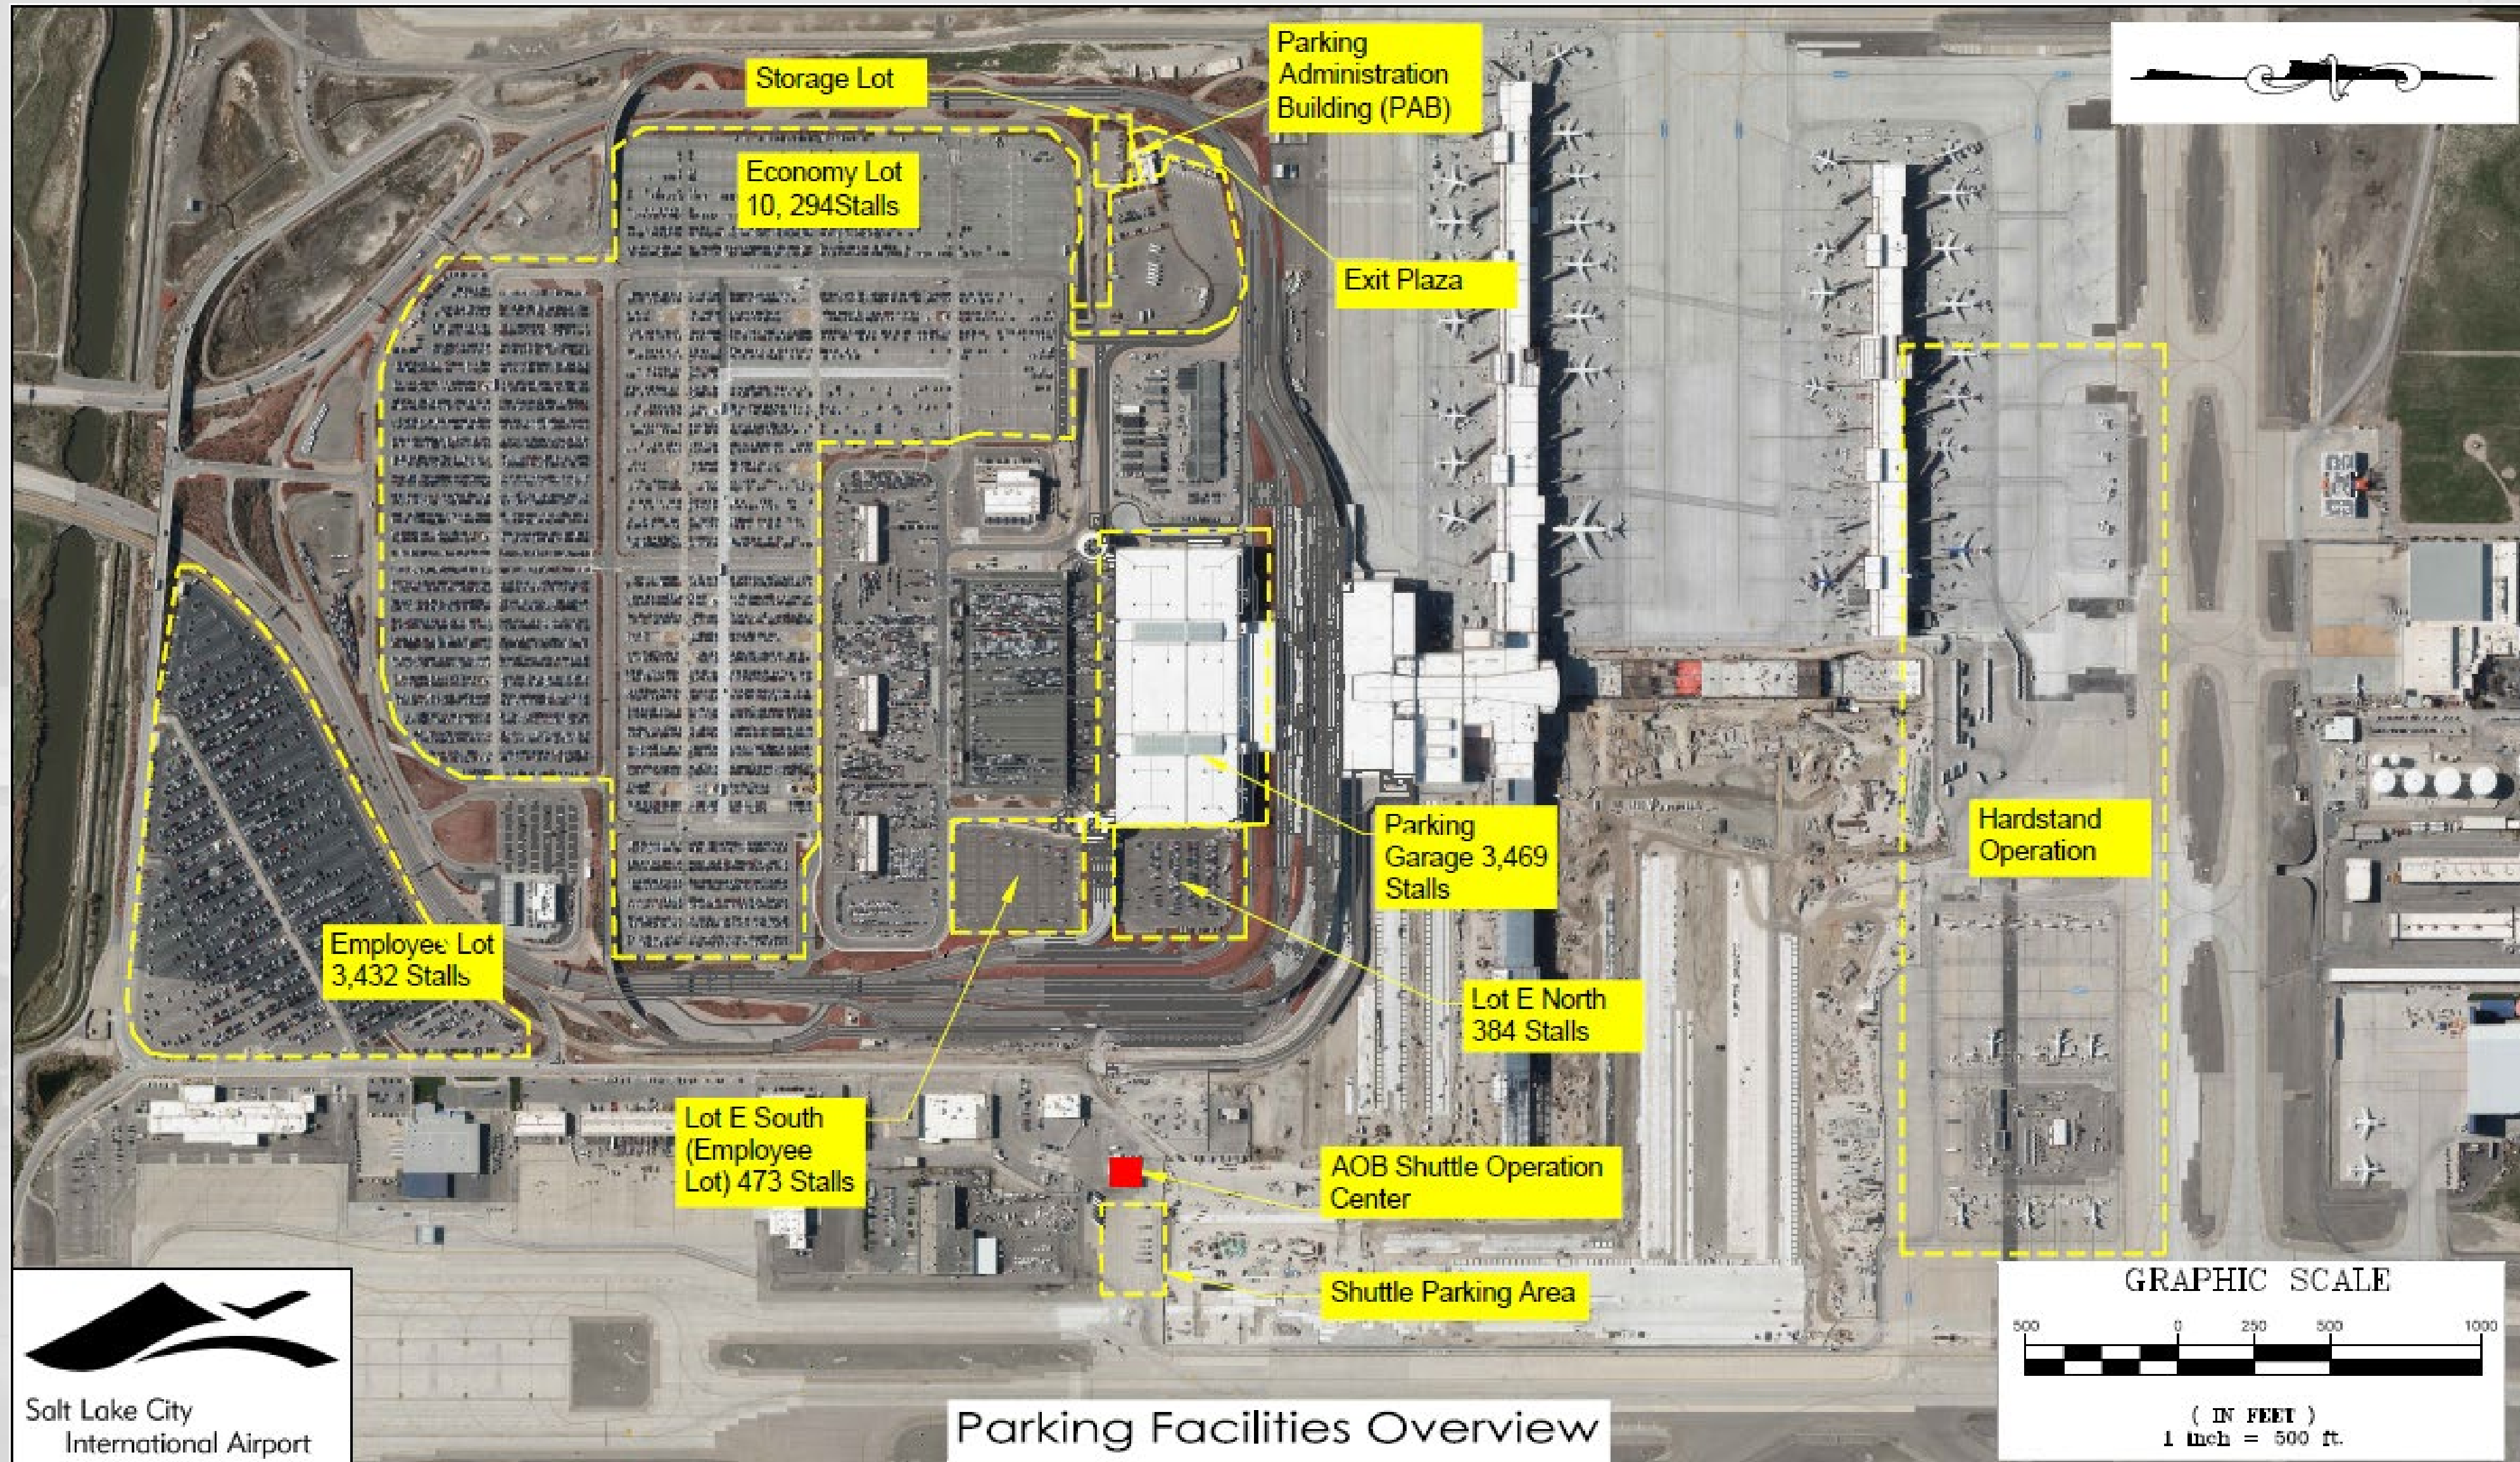 Parking
Administration
Building (PAB)
Storage Lot
Economy Lot
10, 294Stalls
Exit Plaza
Parking
Garage 3,469
Stalls
Hardstand
Operation
Employee Lot
3,432 Stalls
Lot E North
384 Stalls
Lot E South
(Employee
Lot) 473 Stalls
AOB Shuttle Operation
Center
Shuttle Parking Area
GRAPHIC SCALE
500 0 250 500 1000
( IN FEET )
1 inch = 500 ft.
Salt Lake City
International Airport
Parking Facilities Overview